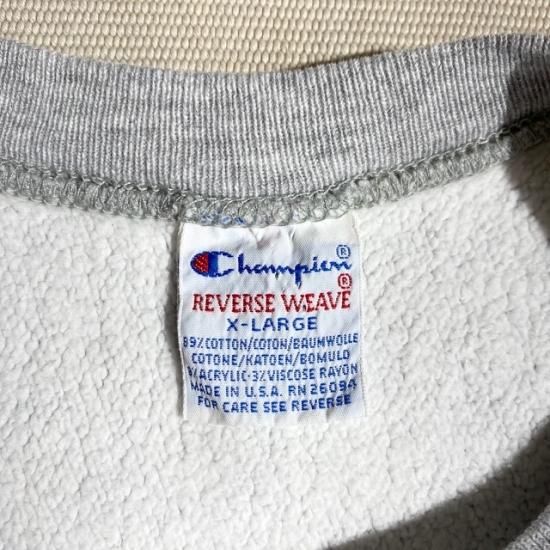 Champion®
REVERSE WEAVE®
X-LARGE
89% COTTON/COTON/BAUMWOLLE
COTONE/KATOEN/BOMULD
% ACRYLIC·3% VISCOSE RAYON
MADE IN U.S.A. RN 26094
FOR CARE SEE REVERSE